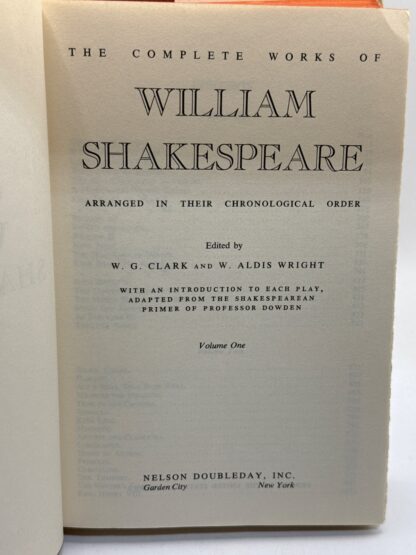 THE COMPLETE WORKS OF
WILLIAM
SHAKESPEARE
ARRANGED IN THEIR CHRONOLOGICAL ORDER
Edited by
W. G. CLARK AND W. ALDIS WRIGHT
WITH AN INTRODUCTION TO EACH PLAY,
ADAPTED FROM THE SHAKESPEAREAN
PRIMER OF PROFESSOR DOWDEN
Volume One
NELSON DOUBLEDAY, INC.
Garden City New York